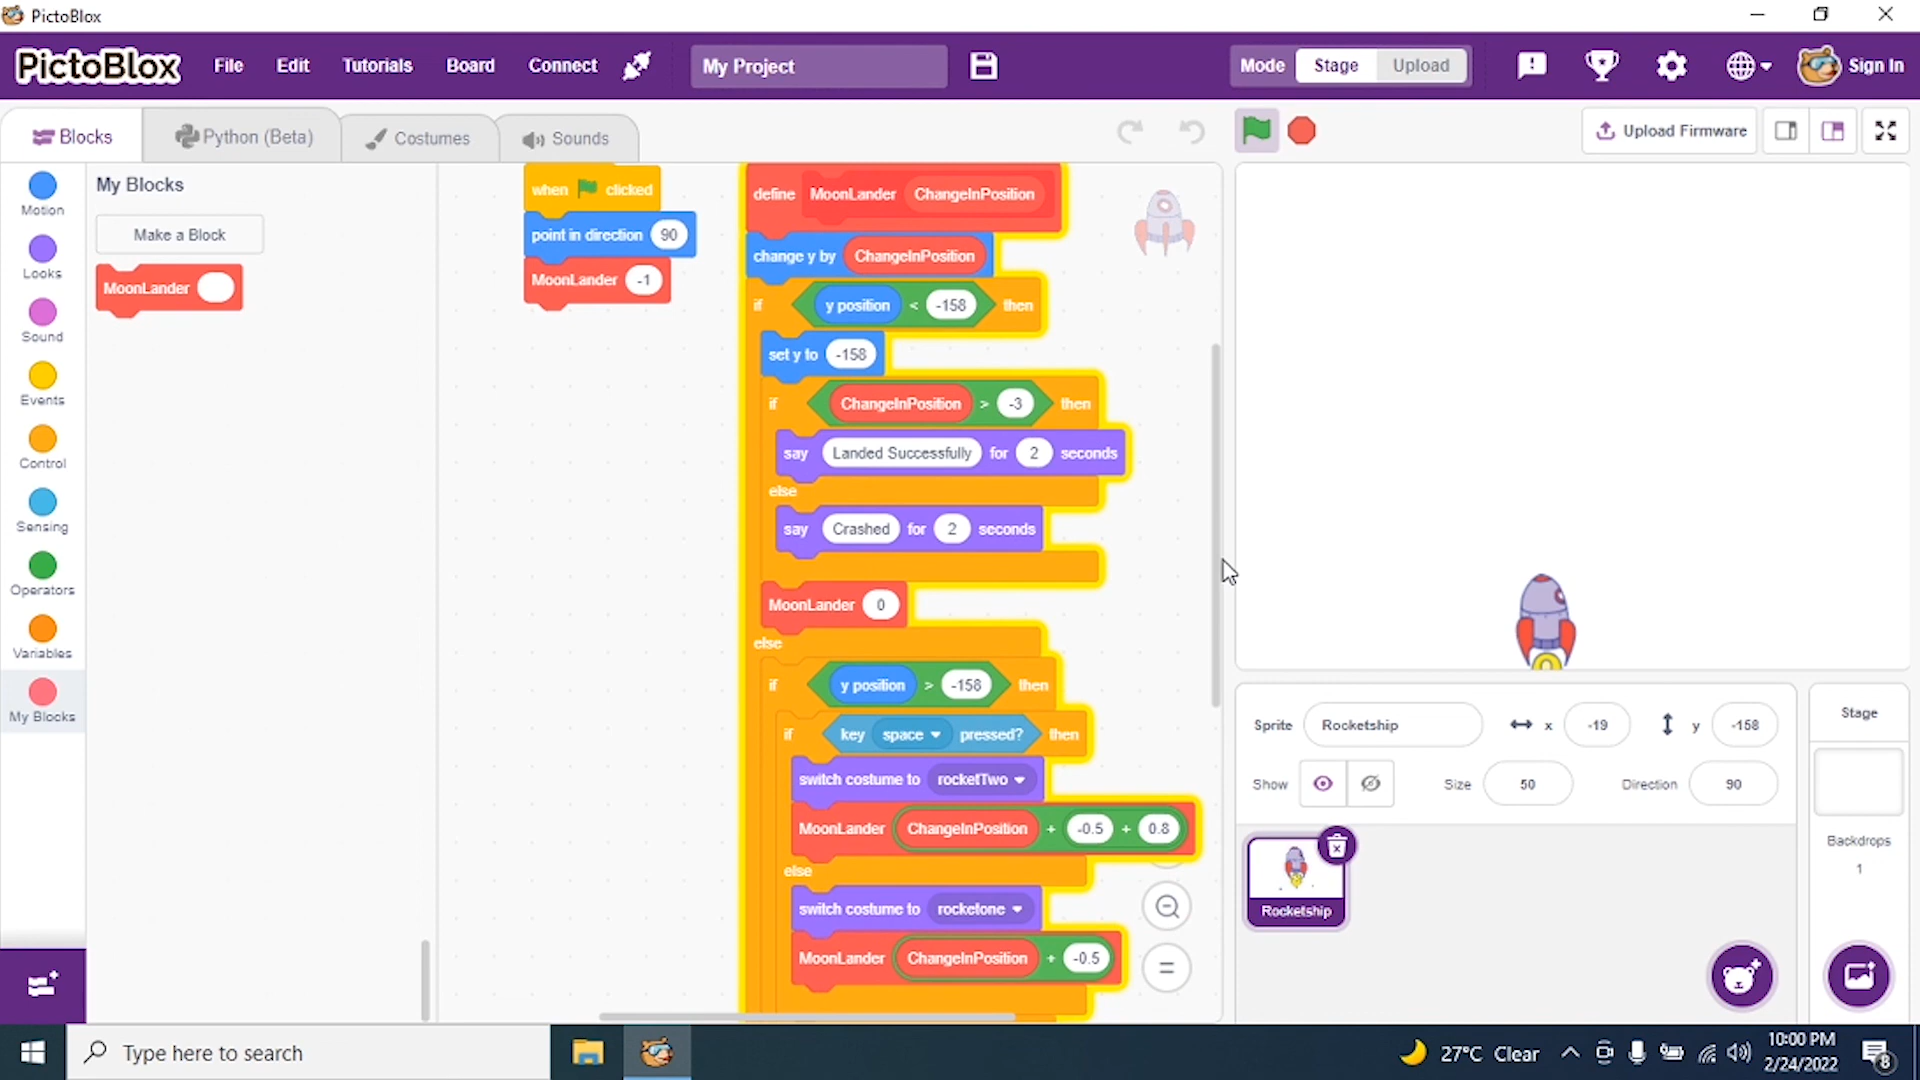 PictoBlox
PictoBlox File Edit Tutorials Board Connect My Project Mode Stage Upload Sign In
Blocks Python (Beta) Costumes Sounds Upload Firmware
Motion
Looks
Sound
Events
Control
Sensing
Operators
Variables
My Blocks
My Blocks
Make a Block
MoonLander
when clicked
point in direction 90
MoonLander -1
define MoonLander ChangeInPosition
change y by ChangeInPosition
if y position < -158 then
set y to -158
if ChangeInPosition > -3 then
say Landed Successfully for 2 seconds
else
say Crashed for 2 seconds
MoonLander 0
else
if y position > -158 then
if key space pressed? then
switch costume to rocketTwo
MoonLander ChangeInPosition + -0.5 + 0.8
else
switch costume to rocketone
MoonLander ChangeInPosition + -0.5
Sprite Rocketship x -19 y -158
Show Size 50 Direction 90
Rocketship
Stage
Backdrops
1
Type here to search
27°C Clear
10:00 PM
2/24/2022
8